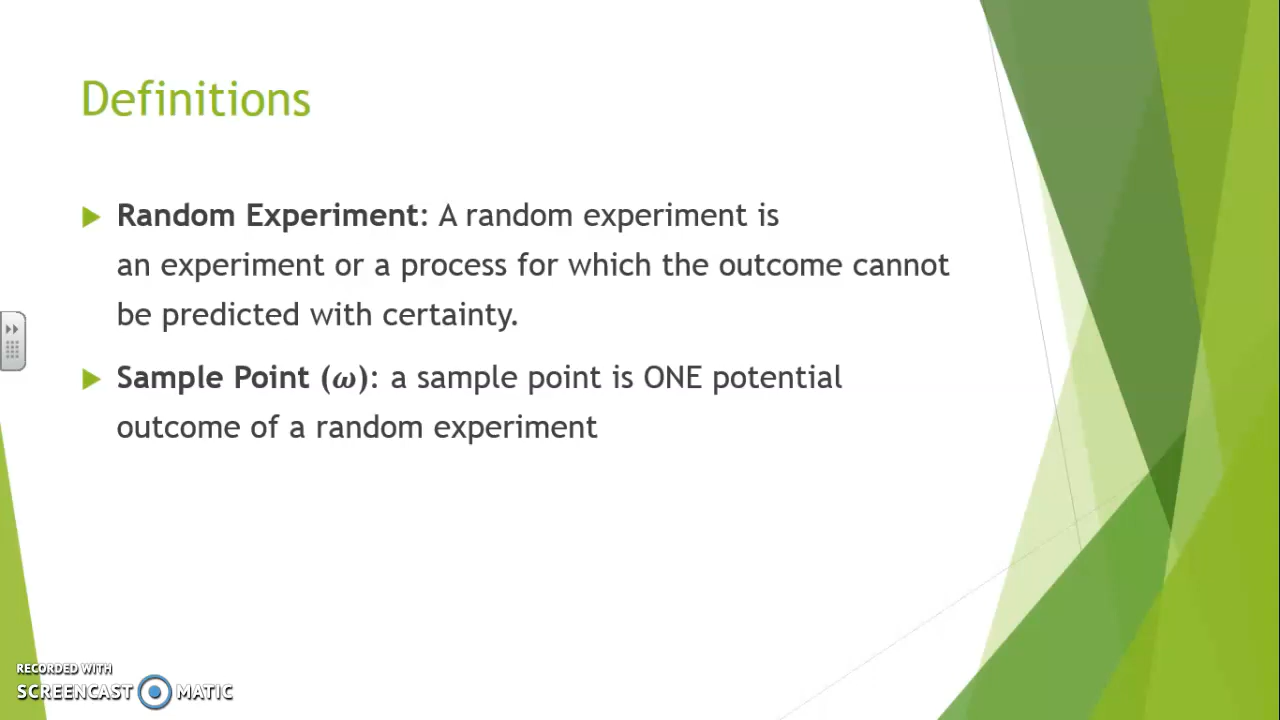 Definitions
Random Experiment: A random experiment is
an experiment or a process for which the outcome cannot
be predicted with certainty.
Sample Point (ω): a sample point is ONE potential
outcome of a random experiment
RECORDED WITH
SCREENCAST MATIC